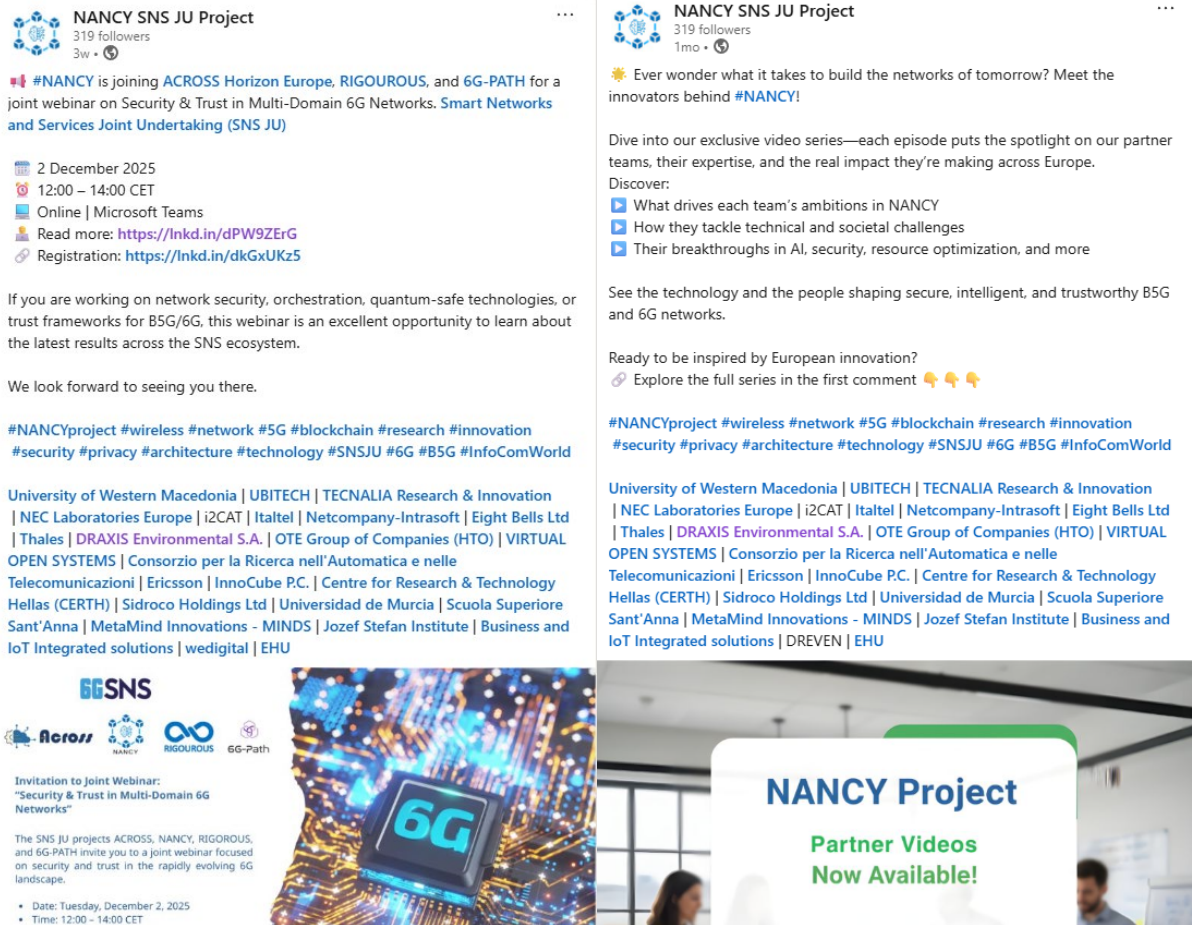 NANCY SNS JU Project
319 followers
3w •
#NANCY is joining ACROSS Horizon Europe, RIGOUROUS, and 6G-PATH for a
joint webinar on Security & Trust in Multi-Domain 6G Networks. Smart Networks
and Services Joint Undertaking (SNS JU)
2 December 2025
12:00 – 14:00 CET
Online | Microsoft Teams
Read more: https://lnkd.in/dPW9ZErG
Registration: https://lnkd.in/dkGxUKz5
If you are working on network security, orchestration, quantum-safe technologies, or
trust frameworks for B5G/6G, this webinar is an excellent opportunity to learn about
the latest results across the SNS ecosystem.
We look forward to seeing you there.
#NANCYproject #wireless #network #5G #blockchain #research #innovation
#security #privacy #architecture #technology #SNSJU #6G #B5G #InfoComWorld
University of Western Macedonia | UBITECH | TECNALIA Research & Innovation
| NEC Laboratories Europe | i2CAT | Italtel | Netcompany-Intrasoft | Eight Bells Ltd
| Thales | DRAXIS Environmental S.A. | OTE Group of Companies (HTO) | VIRTUAL
OPEN SYSTEMS | Consorzio per la Ricerca nell'Automatica e nelle
Telecomunicazioni | Ericsson | InnoCube P.C. | Centre for Research & Technology
Hellas (CERTH) | Sidroco Holdings Ltd | Universidad de Murcia | Scuola Superiore
Sant'Anna | MetaMind Innovations - MINDS | Jozef Stefan Institute | Business and
IoT Integrated solutions | wedigital | EHU
6GSNS
Across
NANCY
RIGOUROUS
6G-Path
Invitation to Joint Webinar:
“Security & Trust in Multi-Domain 6G
Networks”
The SNS JU projects ACROSS, NANCY, RIGOROUS,
and 6G-PATH invite you to a joint webinar focused
on security and trust in the rapidly evolving 6G
landscape.
• Date: Tuesday, December 2, 2025
• Time: 12:00 – 14:00 CET
6G
NANCY SNS JU Project
319 followers
1mo •
Ever wonder what it takes to build the networks of tomorrow? Meet the
innovators behind #NANCY!
Dive into our exclusive video series—each episode puts the spotlight on our partner
teams, their expertise, and the real impact they’re making across Europe.
Discover:
What drives each team’s ambitions in NANCY
How they tackle technical and societal challenges
Their breakthroughs in AI, security, resource optimization, and more
See the technology and the people shaping secure, intelligent, and trustworthy B5G
and 6G networks.
Ready to be inspired by European innovation?
Explore the full series in the first comment
#NANCYproject #wireless #network #5G #blockchain #research #innovation
#security #privacy #architecture #technology #SNSJU #6G #B5G #InfoComWorld
University of Western Macedonia | UBITECH | TECNALIA Research & Innovation
| NEC Laboratories Europe | i2CAT | Italtel | Netcompany-Intrasoft | Eight Bells Ltd
| Thales | DRAXIS Environmental S.A. | OTE Group of Companies (HTO) | VIRTUAL
OPEN SYSTEMS | Consorzio per la Ricerca nell'Automatica e nelle
Telecomunicazioni | Ericsson | InnoCube P.C. | Centre for Research & Technology
Hellas (CERTH) | Sidroco Holdings Ltd | Universidad de Murcia | Scuola Superiore
Sant'Anna | MetaMind Innovations - MINDS | Jozef Stefan Institute | Business and
IoT Integrated solutions | DREVEN | EHU
NANCY Project
Partner Videos
Now Available!